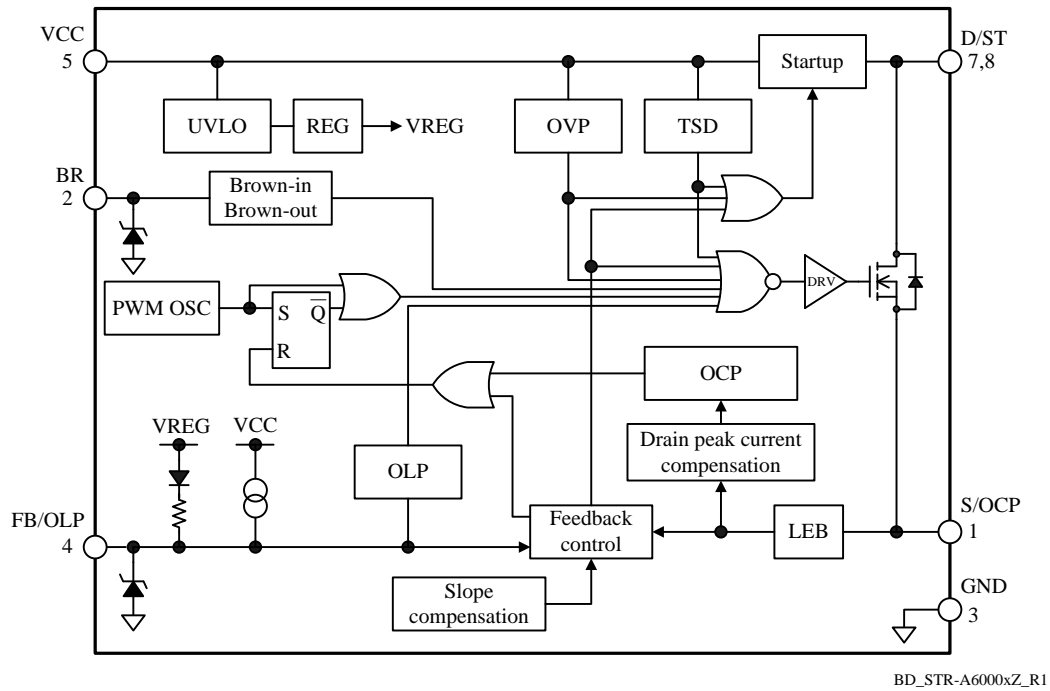 VCC
5
D/ST
7,8
Startup
UVLO
REG
VREG
OVP
TSD
BR
2
Brown-in
Brown-out
PWM OSC
S
Q̅
R
DRV
OCP
VREG
VCC
OLP
Drain peak current
compensation
FB/OLP
4
Feedback
control
LEB
S/OCP
1
Slope
compensation
GND
3
BD_STR-A6000xZ_R1